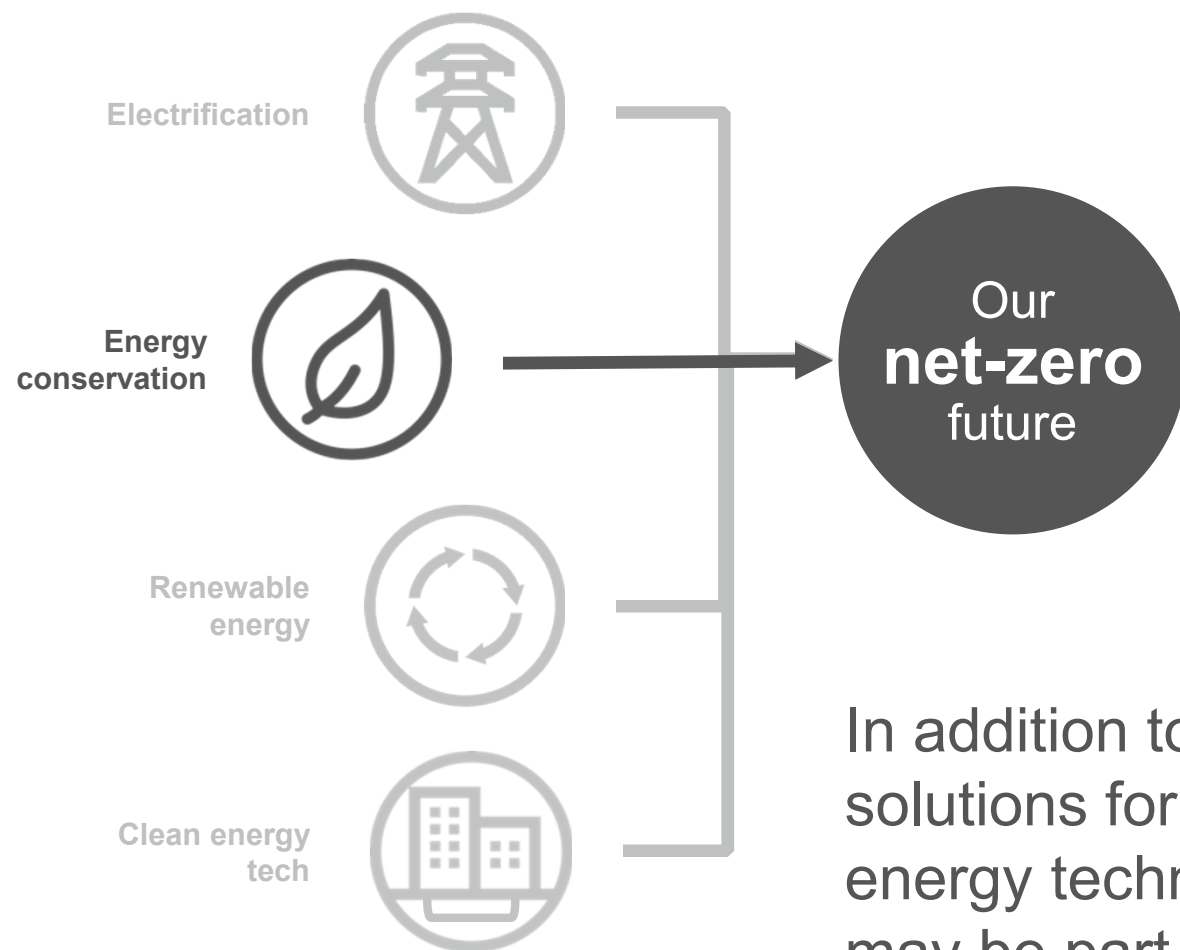 Electrification
Energy
conservation
Our
net-zero
future
Renewable
energy
Clean energy
tech
In addition to
solutions for
energy
may be part